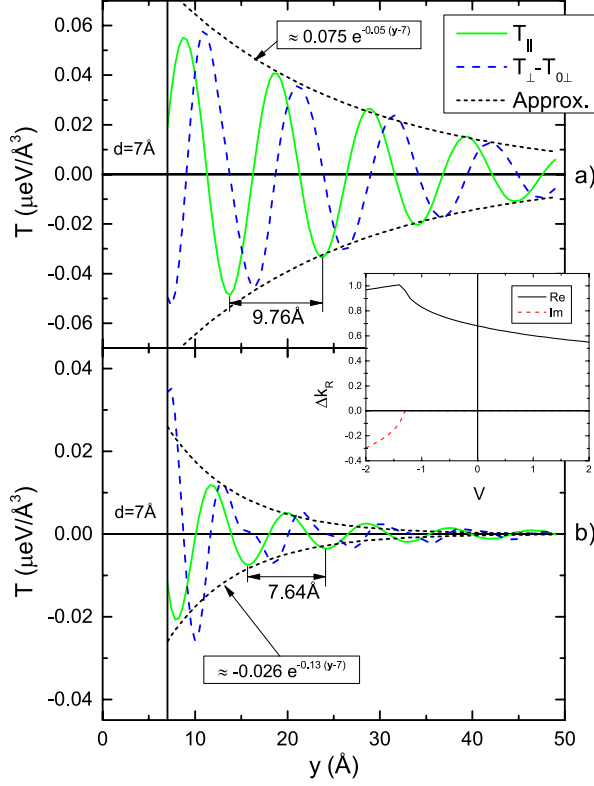 ≈ 0.075 e^-0.05 (y-7)
T∥
T⊥-T0⊥
Approx.
T (μeV/Å³)
0.06
0.04
0.02
0.00
-0.02
-0.04
-0.06
d=7Å
a)
9.76Å
Re
Im
Δk_R
1.0
0.8
0.6
0.4
0.2
0.0
-0.2
-0.4
-2
-1
0
1
2
V
T (μeV/Å³)
0.04
0.02
0.00
-0.02
-0.04
d=7Å
b)
7.64Å
≈ -0.026 e^-0.13 (y-7)
0
10
20
30
40
50
y (Å)